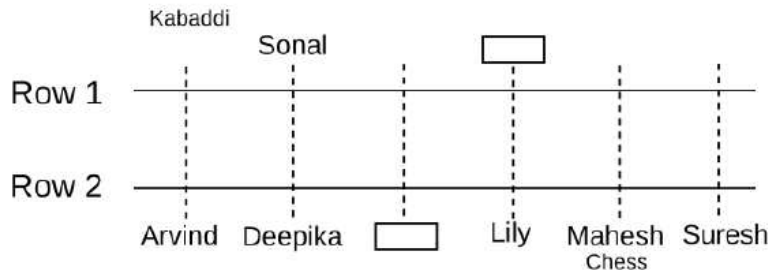 Kabaddi
Sonal
Row 1
Row 2
Arvind Deepika Lily Mahesh Suresh
Chess